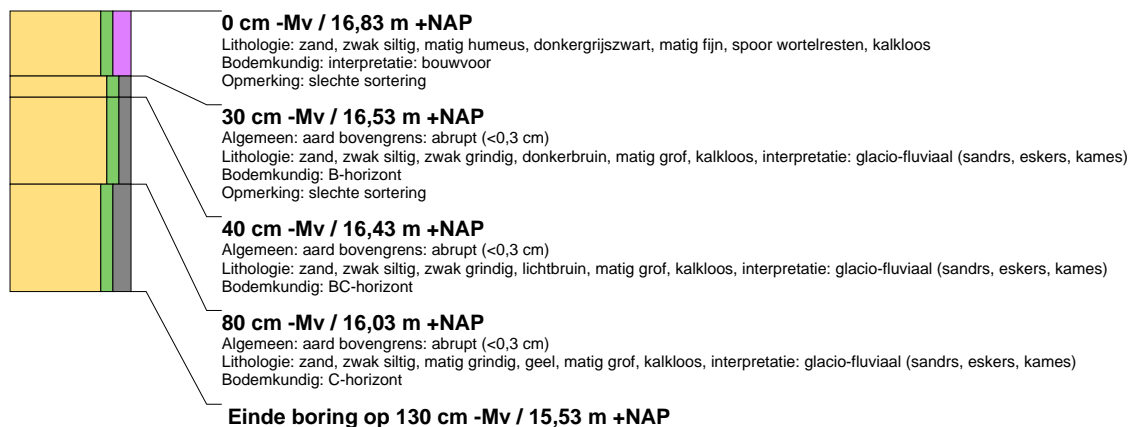 0 cm -Mv / 16,83 m +NAP
Lithologie: zand, zwak siltig, matig humeus, donkergrijszwart, matig fijn, spoor wortelresten, kalkloos
Bodemkundig: interpretatie: bouwvoor
Opmerking: slechte sortering
30 cm -Mv / 16,53 m +NAP
Algemeen: aard bovengrens: abrupt (<0,3 cm)
Lithologie: zand, zwak siltig, zwak grindig, donkerbruin, matig grof, kalkloos, interpretatie: glacio-fluviaal (sandrs, eskers, kames)
Bodemkundig: B-horizont
Opmerking: slechte sortering
40 cm -Mv / 16,43 m +NAP
Algemeen: aard bovengrens: abrupt (<0,3 cm)
Lithologie: zand, zwak siltig, zwak grindig, lichtbruin, matig grof, kalkloos, interpretatie: glacio-fluviaal (sandrs, eskers, kames)
Bodemkundig: BC-horizont
80 cm -Mv / 16,03 m +NAP
Algemeen: aard bovengrens: abrupt (<0,3 cm)
Lithologie: zand, zwak siltig, matig grindig, geel, matig grof, kalkloos, interpretatie: glacio-fluviaal (sandrs, eskers, kames)
Bodemkundig: C-horizont
Einde boring op 130 cm -Mv / 15,53 m +NAP